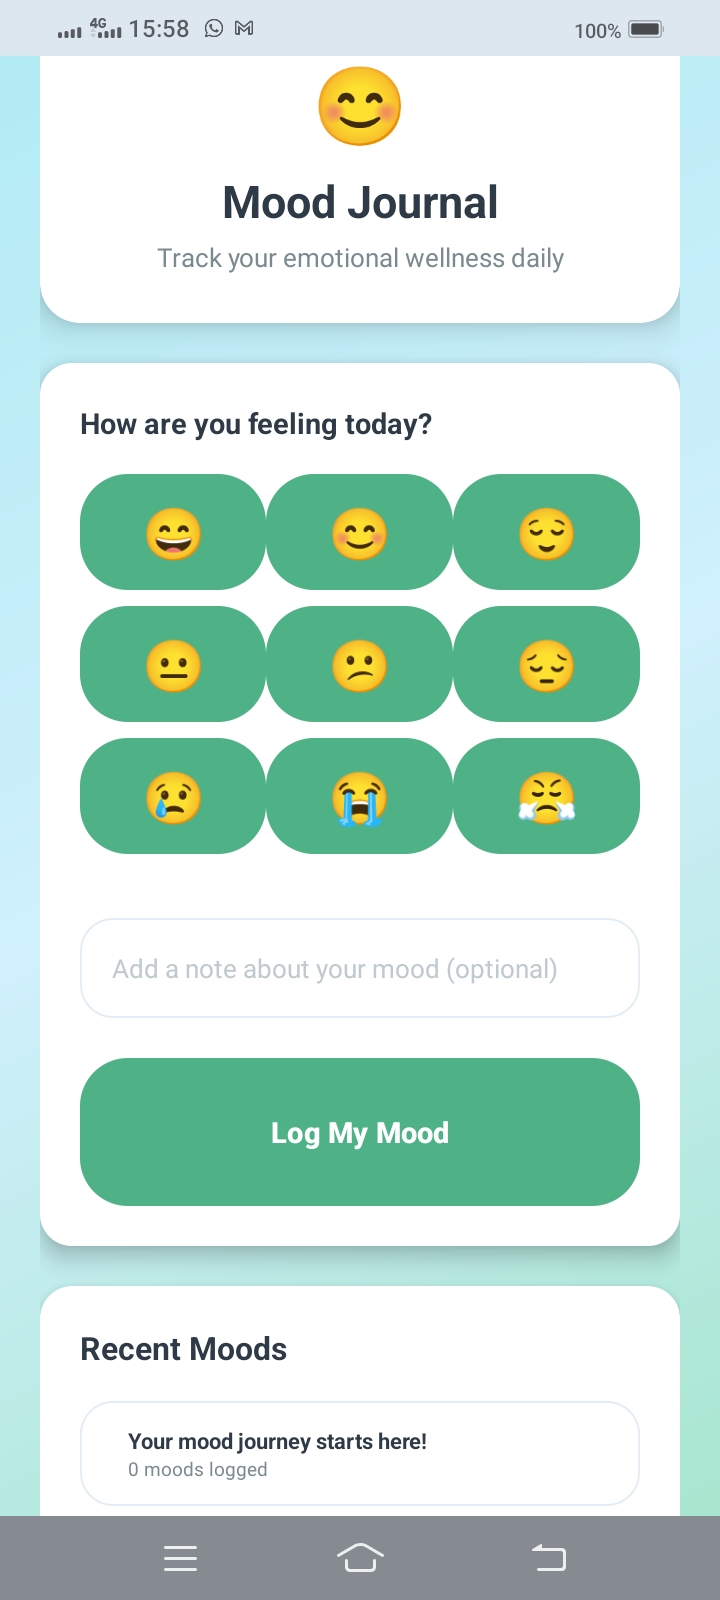 4G 15:58 100%
Mood Journal
Track your emotional wellness daily
How are you feeling today?
Add a note about your mood (optional)
Log My Mood
Recent Moods
Your mood journey starts here!
0 moods logged